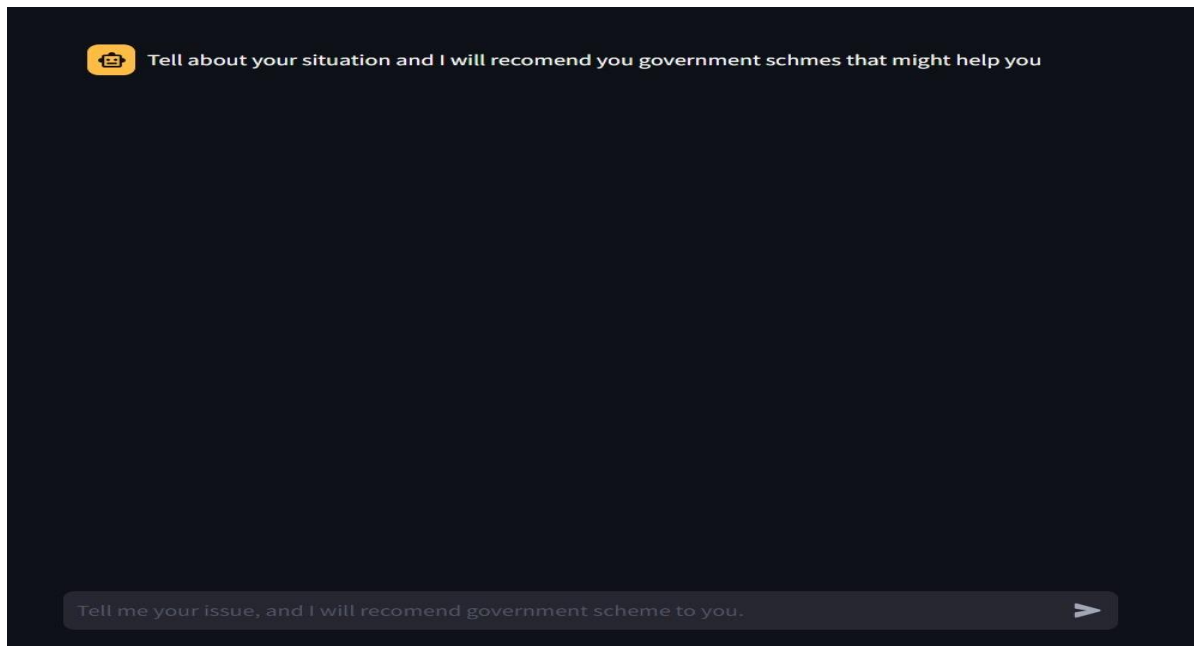 Tell about your situation and I will recomend you government schmes that might help you
Tell me your issue, and I will recomend government scheme to you.